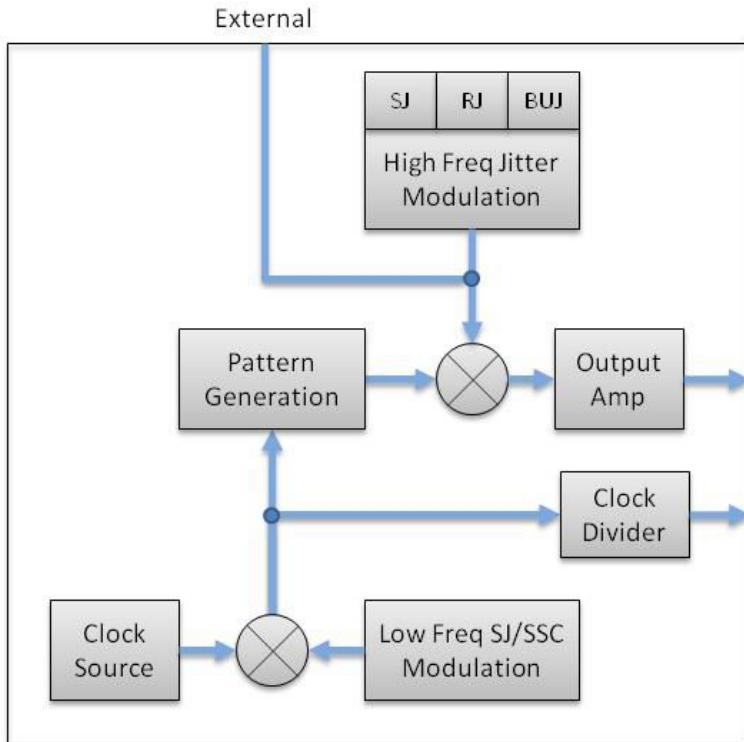 External
SJ RJ BUJ
High Freq Jitter
Modulation
Pattern
Generation
Output
Amp
Clock
Divider
Clock
Source
Low Freq SJ/SSC
Modulation